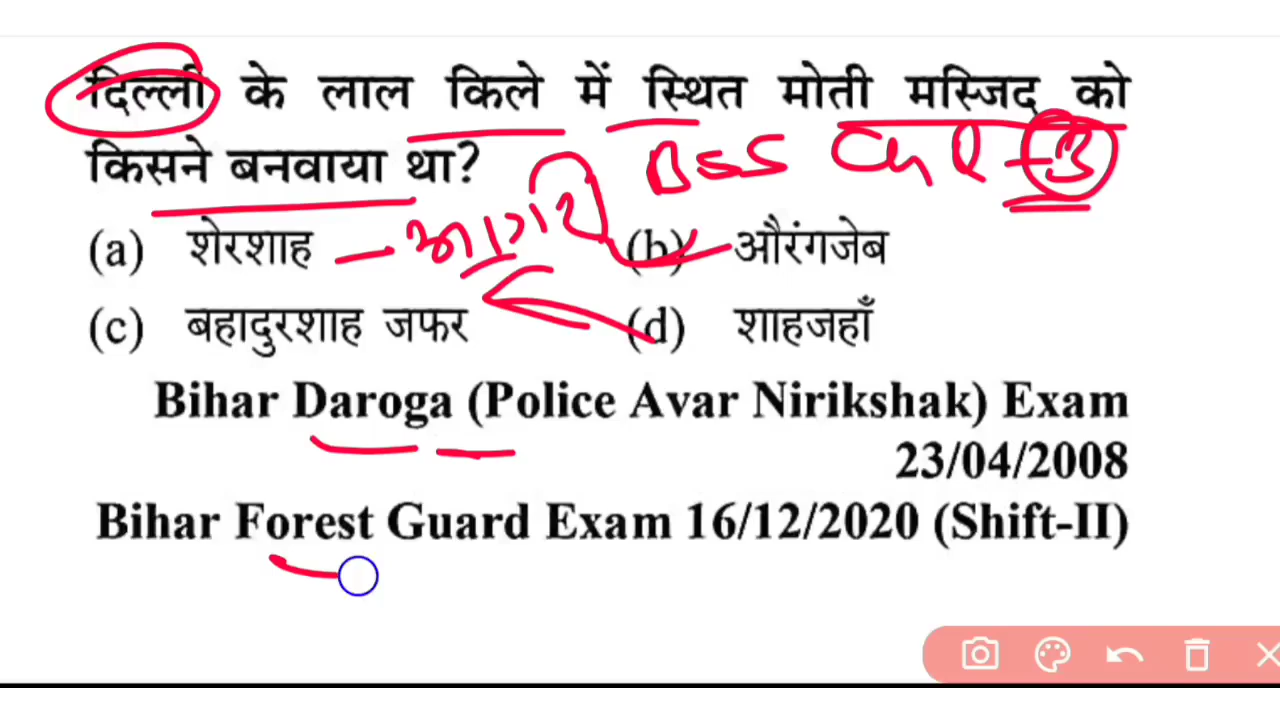 दिल्ली के लाल किले में स्थित मोती मस्जिद को
किसने बनवाया था? BSS
(a) शेरशाह - (b) औरंगजेब
(c) बहादुरशाह जफर (d) शाहजहाँ
Bihar Daroga (Police Avar Nirikshak) Exam
23/04/2008
Bihar Forest Guard Exam 16/12/2020 (Shift-II)